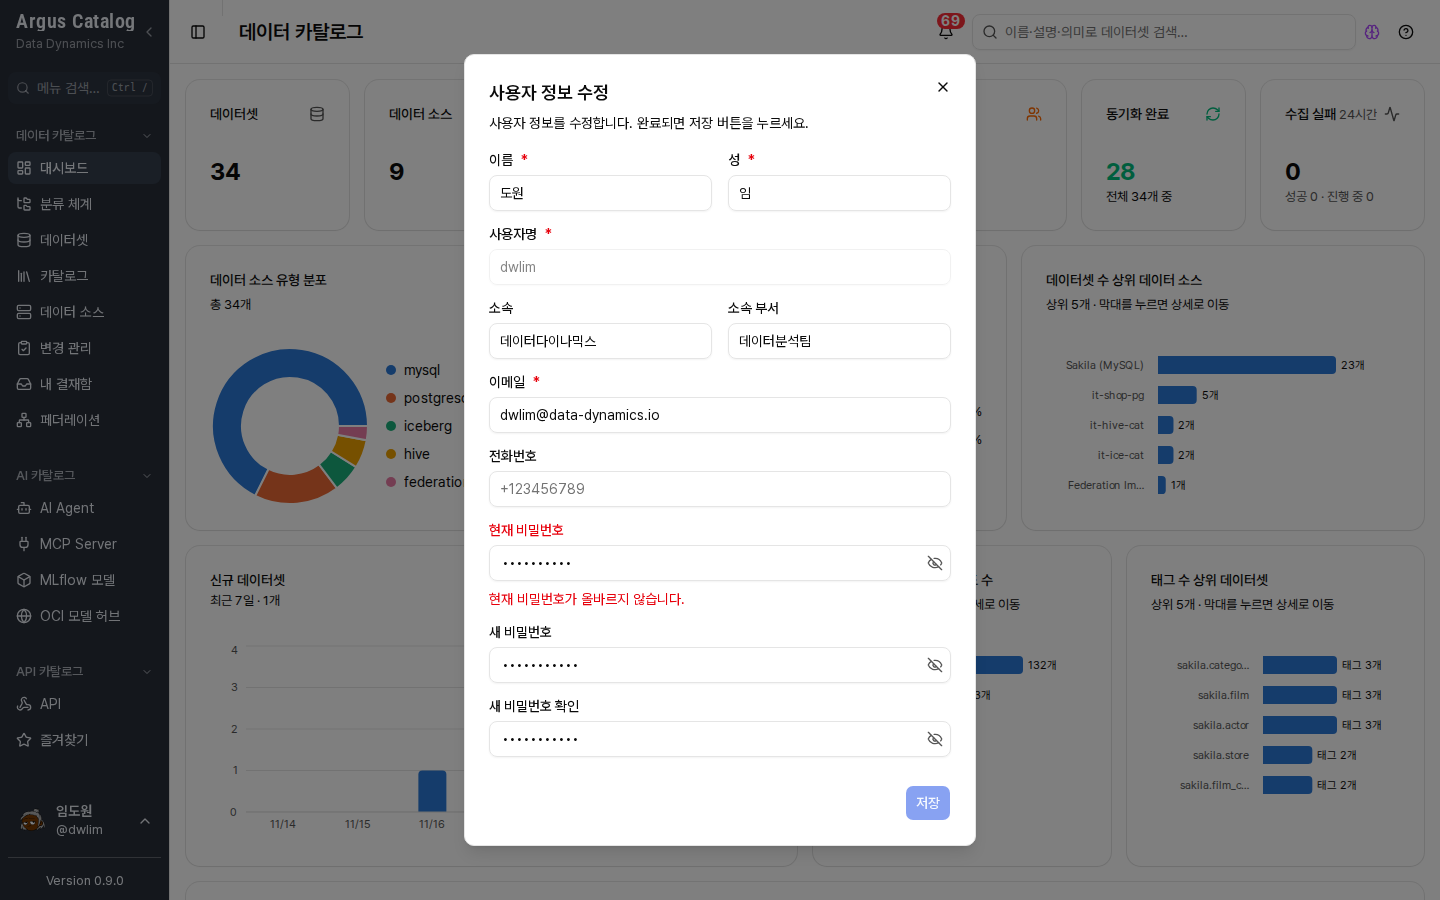 Argus Catalog
Data Dynamics Inc
메뉴 검색... Ctrl /
데이터 카탈로그
대시보드
분류 체계
데이터셋
카탈로그
데이터 소스
변경 관리
내 결재함
페더레이션
AI 카탈로그
AI Agent
MCP Server
MLflow 모델
OCI 모델 허브
API 카탈로그
API
즐겨찾기
임도원
@dwlim
Version 0.9.0
데이터 카탈로그
69
이름·설명·의미로 데이터셋 검색...
데이터셋
34
데이터 소스
9
동기화 완료
28
전체 34개 중
수집 실패 24시간
0
성공 0 · 진행 중 0
데이터 소스 유형 분포
총 34개
mysql
iceberg
hive
%
%
데이터셋 수 상위 데이터 소스
상위 5개 · 막대를 누르면 상세로 이동
Sakila (MySQL) 23개
it-shop-pg 5개
it-hive-cat 2개
it-ice-cat 2개
Federation Im... 1개
신규 데이터셋
최근 7일 · 1개
4
3
2
1
0
11/14 11/15 11/16
수
세로 이동
132개
3개
태그 수 상위 데이터셋
상위 5개 · 막대를 누르면 상세로 이동
sakila.catego... 태그 3개
sakila.film 태그 3개
sakila.actor 태그 3개
sakila.store 태그 2개
sakila.film_c... 태그 2개
사용자 정보 수정
사용자 정보를 수정합니다. 완료되면 저장 버튼을 누르세요.
이름 * 성 *
도원 임
사용자명 *
dwlim
소속 소속 부서
데이터다이나믹스 데이터분석팀
이메일 *
dwlim@data-dynamics.io
전화번호
+123456789
현재 비밀번호
••••••••••
현재 비밀번호가 올바르지 않습니다.
새 비밀번호
•••••••••••
새 비밀번호 확인
•••••••••••
저장